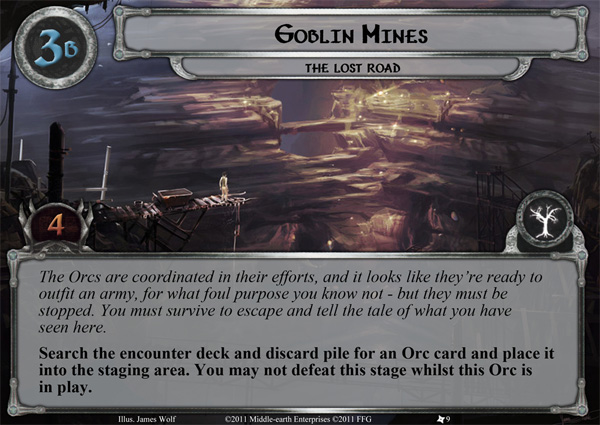 3B
GOBLIN MINES
THE LOST ROAD
4
The Orcs are coordinated in their efforts, and it looks like they're ready to
outfit an army, for what foul purpose you know not - but they must be
stopped. You must survive to escape and tell the tale of what you have
seen here.
Search the encounter deck and discard pile for an Orc card and place it
into the staging area. You may not defeat this stage whilst this Orc is
in play.
Illus. James Wolf ©2011 Middle-earth Enterprises ©2011 FFG 9